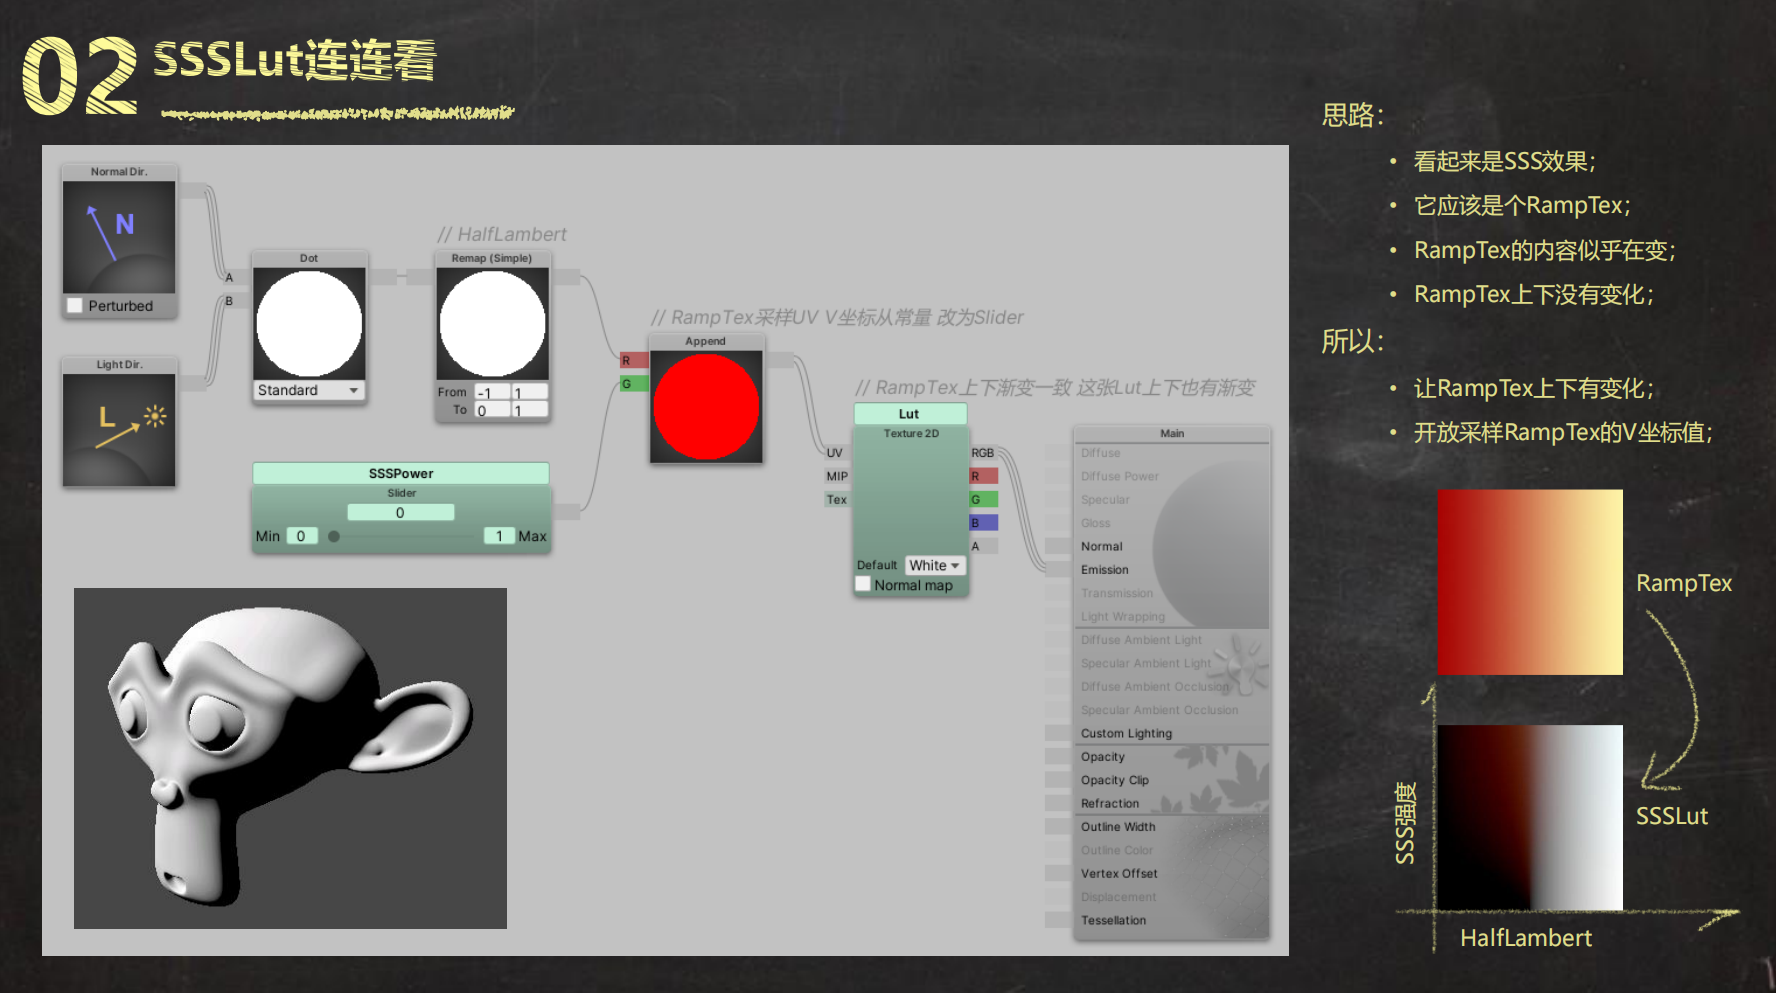 02
SSSLut连连看
思路：
• 看起来是SSS效果；
• 它应该是个RampTex；
• RampTex的内容似乎在变；
• RampTex上下没有变化；
所以：
• 让RampTex上下有变化；
• 开放采样RampTex的V坐标值；
Normal Dir.
N
Perturbed
Light Dir.
L
Dot
A
B
Standard
// HalfLambert
Remap (Simple)
From -1 1
To 0 1
SSSPower
Slider
0
Min 0 1 Max
// RampTex采样UV V坐标从常量 改为Slider
Append
R
G
// RampTex上下渐变一致 这张Lut上下也有渐变
Lut
Texture 2D
UV
MIP
Tex
RGB
R
G
B
A
Default White
Normal map
Main
Diffuse
Diffuse Power
Specular
Gloss
Normal
Emission
Transmission
Light Wrapping
Diffuse Ambient Light
Specular Ambient Light
Diffuse Ambient Occlusion
Specular Ambient Occlusion
Custom Lighting
Opacity
Opacity Clip
Refraction
Outline Width
Outline Color
Vertex Offset
Displacement
Tessellation
RampTex
SSSLut
SSS强度
HalfLambert